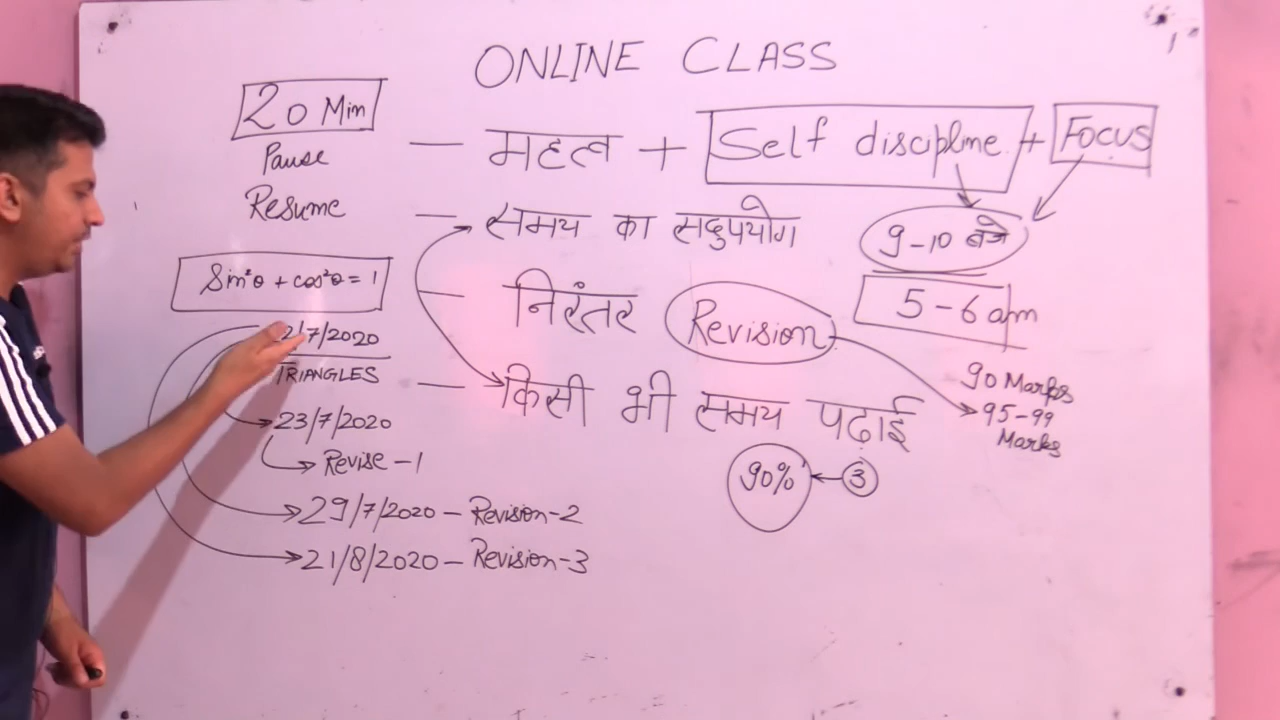 ONLINE CLASS
20 Min
Pause
Resume
— महत्व + Self discipline + Focus
— समय का सदुपयोग
9-10 बजे
5-6 a/pm
— निरंतर Revision
90 Marks
95-99
Marks
— किसी भी समय पढ़ाई
90% ← 3
Sin²θ + cos²θ = 1
2/7/2020
TRIANGLES
23/7/2020
Revise-1
29/7/2020 — Revision-2
21/8/2020 — Revision-3